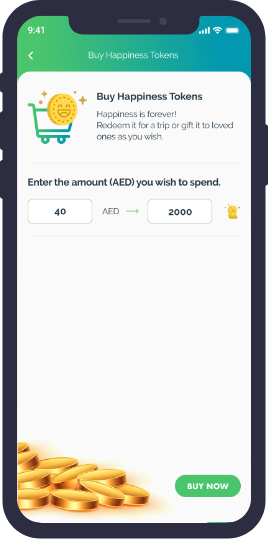 9:41
Buy Happiness Tokens
Buy Happiness Tokens
Happiness is forever!
Redeem it for a trip or gift it to loved
ones as you wish.
Enter the amount (AED) you wish to spend.
40 AED → 2000
BUY NOW